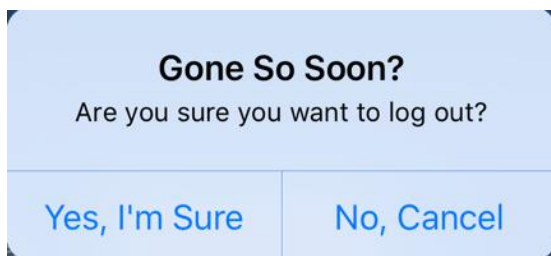 Gone So Soon?
Are you sure you want to log out?
Yes, I'm Sure
No, Cancel